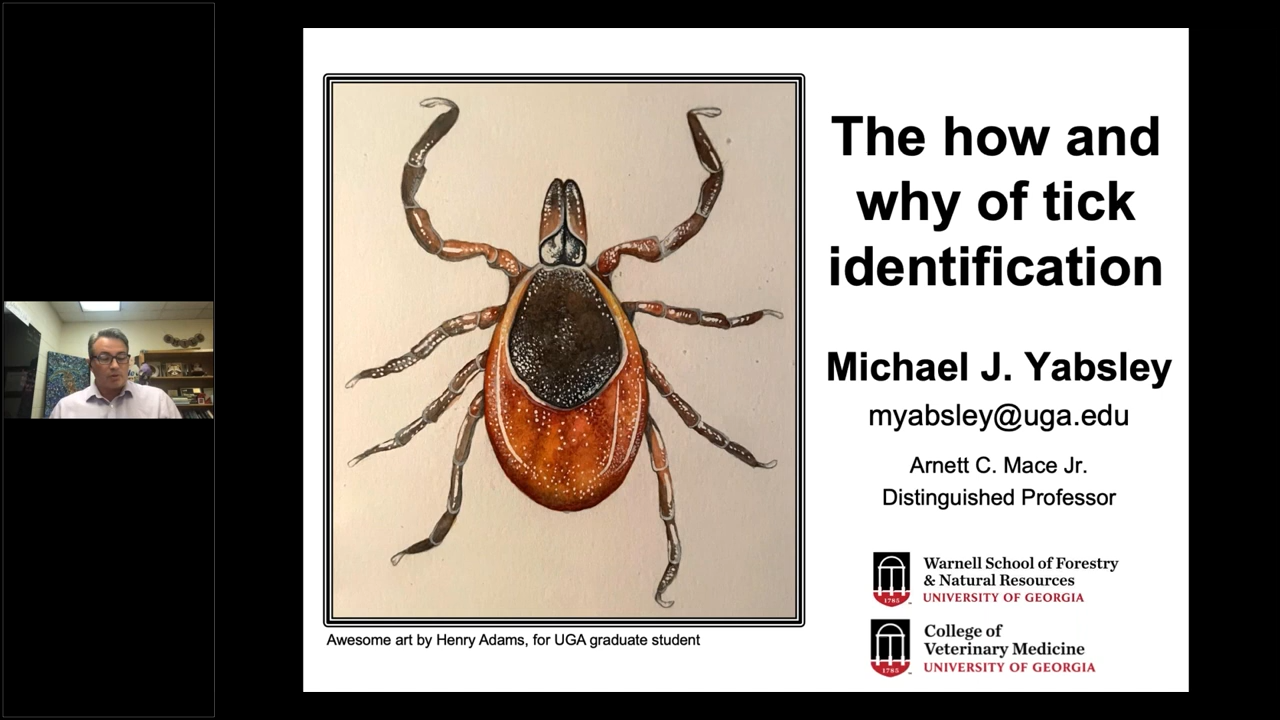 The how and
why of tick
identification
Michael J. Yabsley
myabsley@uga.edu
Arnett C. Mace Jr.
Distinguished Professor
1785
Warnell School of Forestry
& Natural Resources
UNIVERSITY OF GEORGIA
1785
College of
Veterinary Medicine
UNIVERSITY OF GEORGIA
Awesome art by Henry Adams, for UGA graduate student